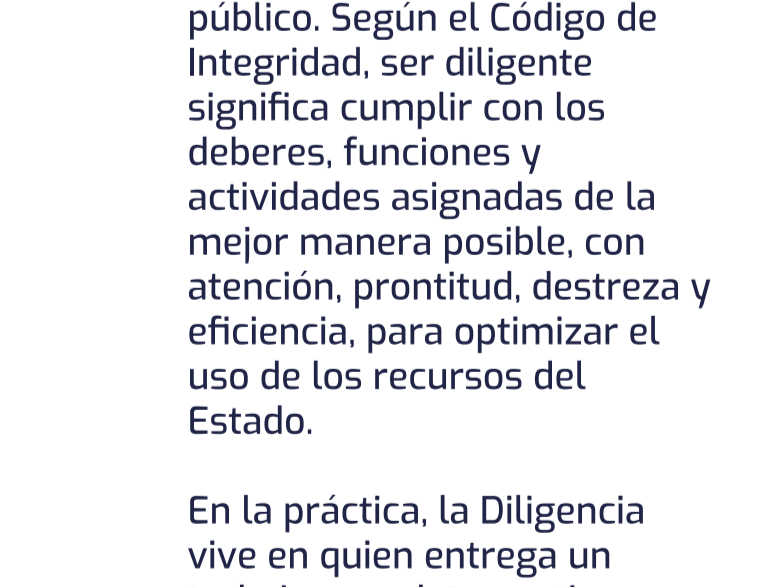 público. Según el Código de
Integridad, ser diligente
significa cumplir con los
deberes, funciones y
actividades asignadas de la
mejor manera posible, con
atención, prontitud, destreza y
eficiencia, para optimizar el
uso de los recursos del
Estado.
En la práctica, la Diligencia
vive en quien entrega un